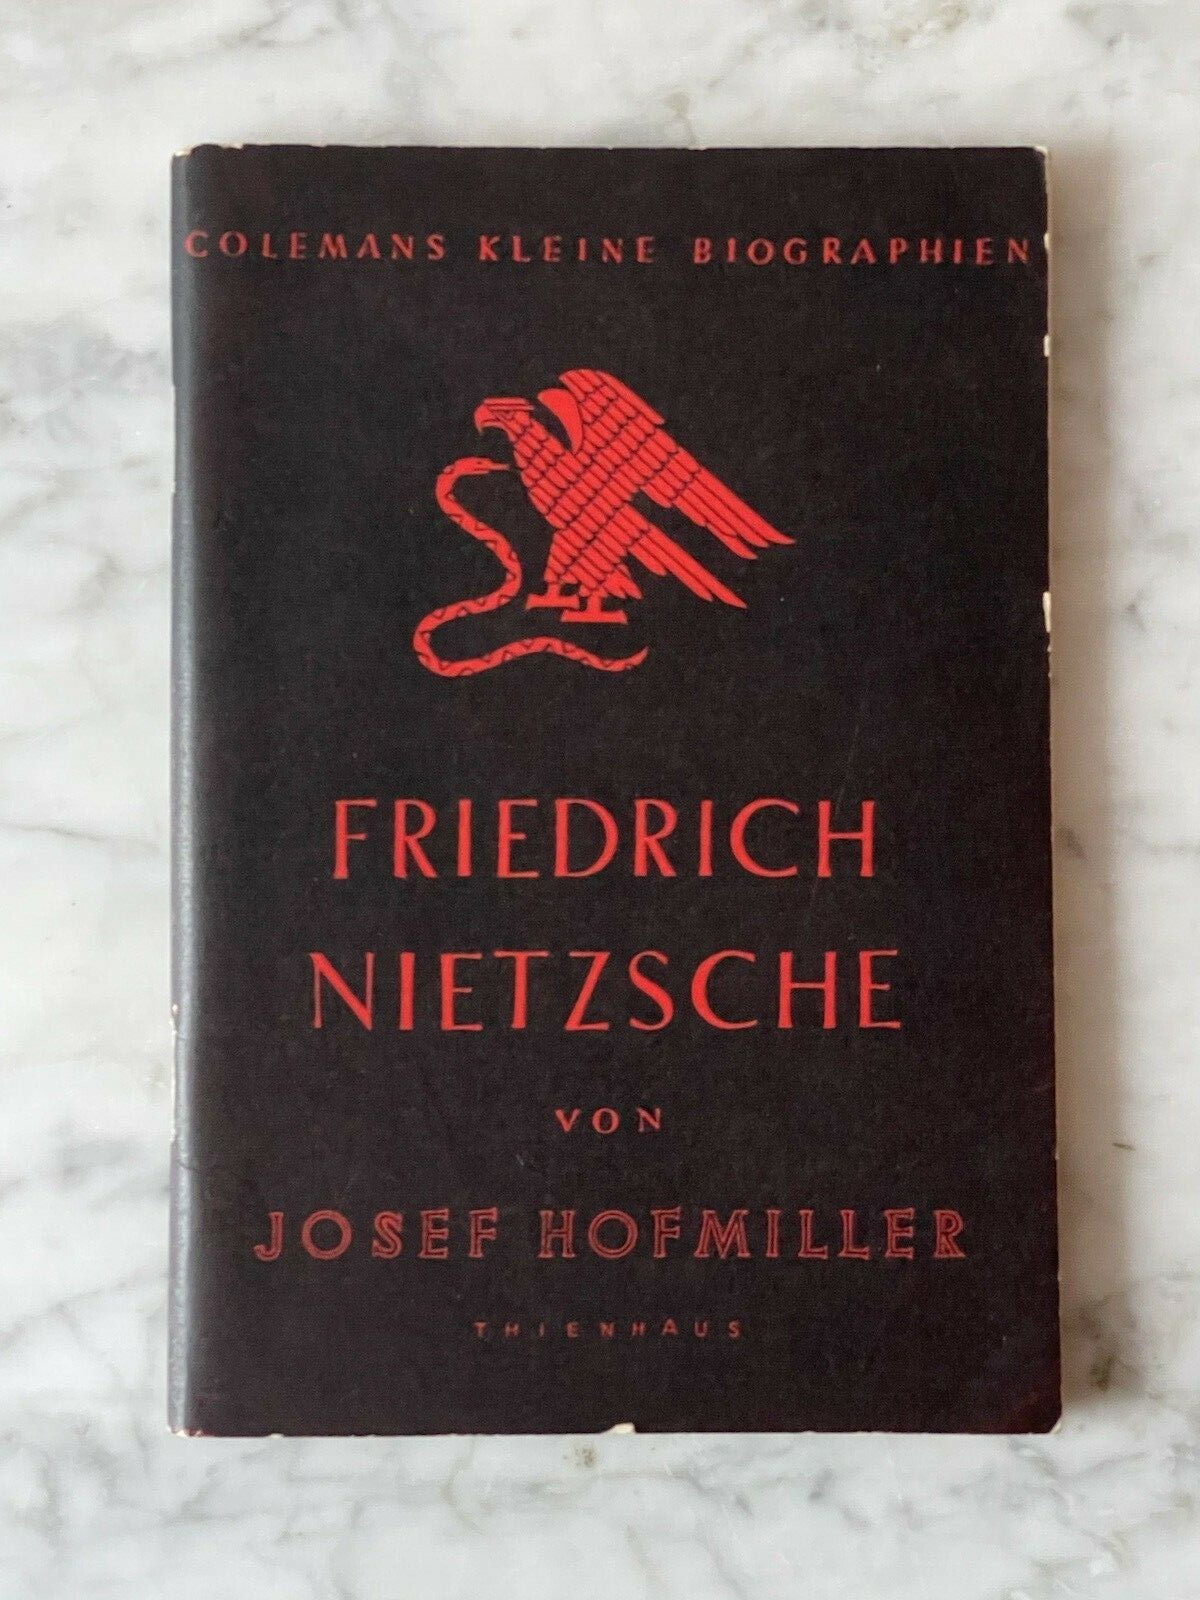 COLEMANS KLEINE BIOGRAPHIEN
FRIEDRICH
NIETZSCHE
VON
JOSEF HOFMILLER
THIENHAUS